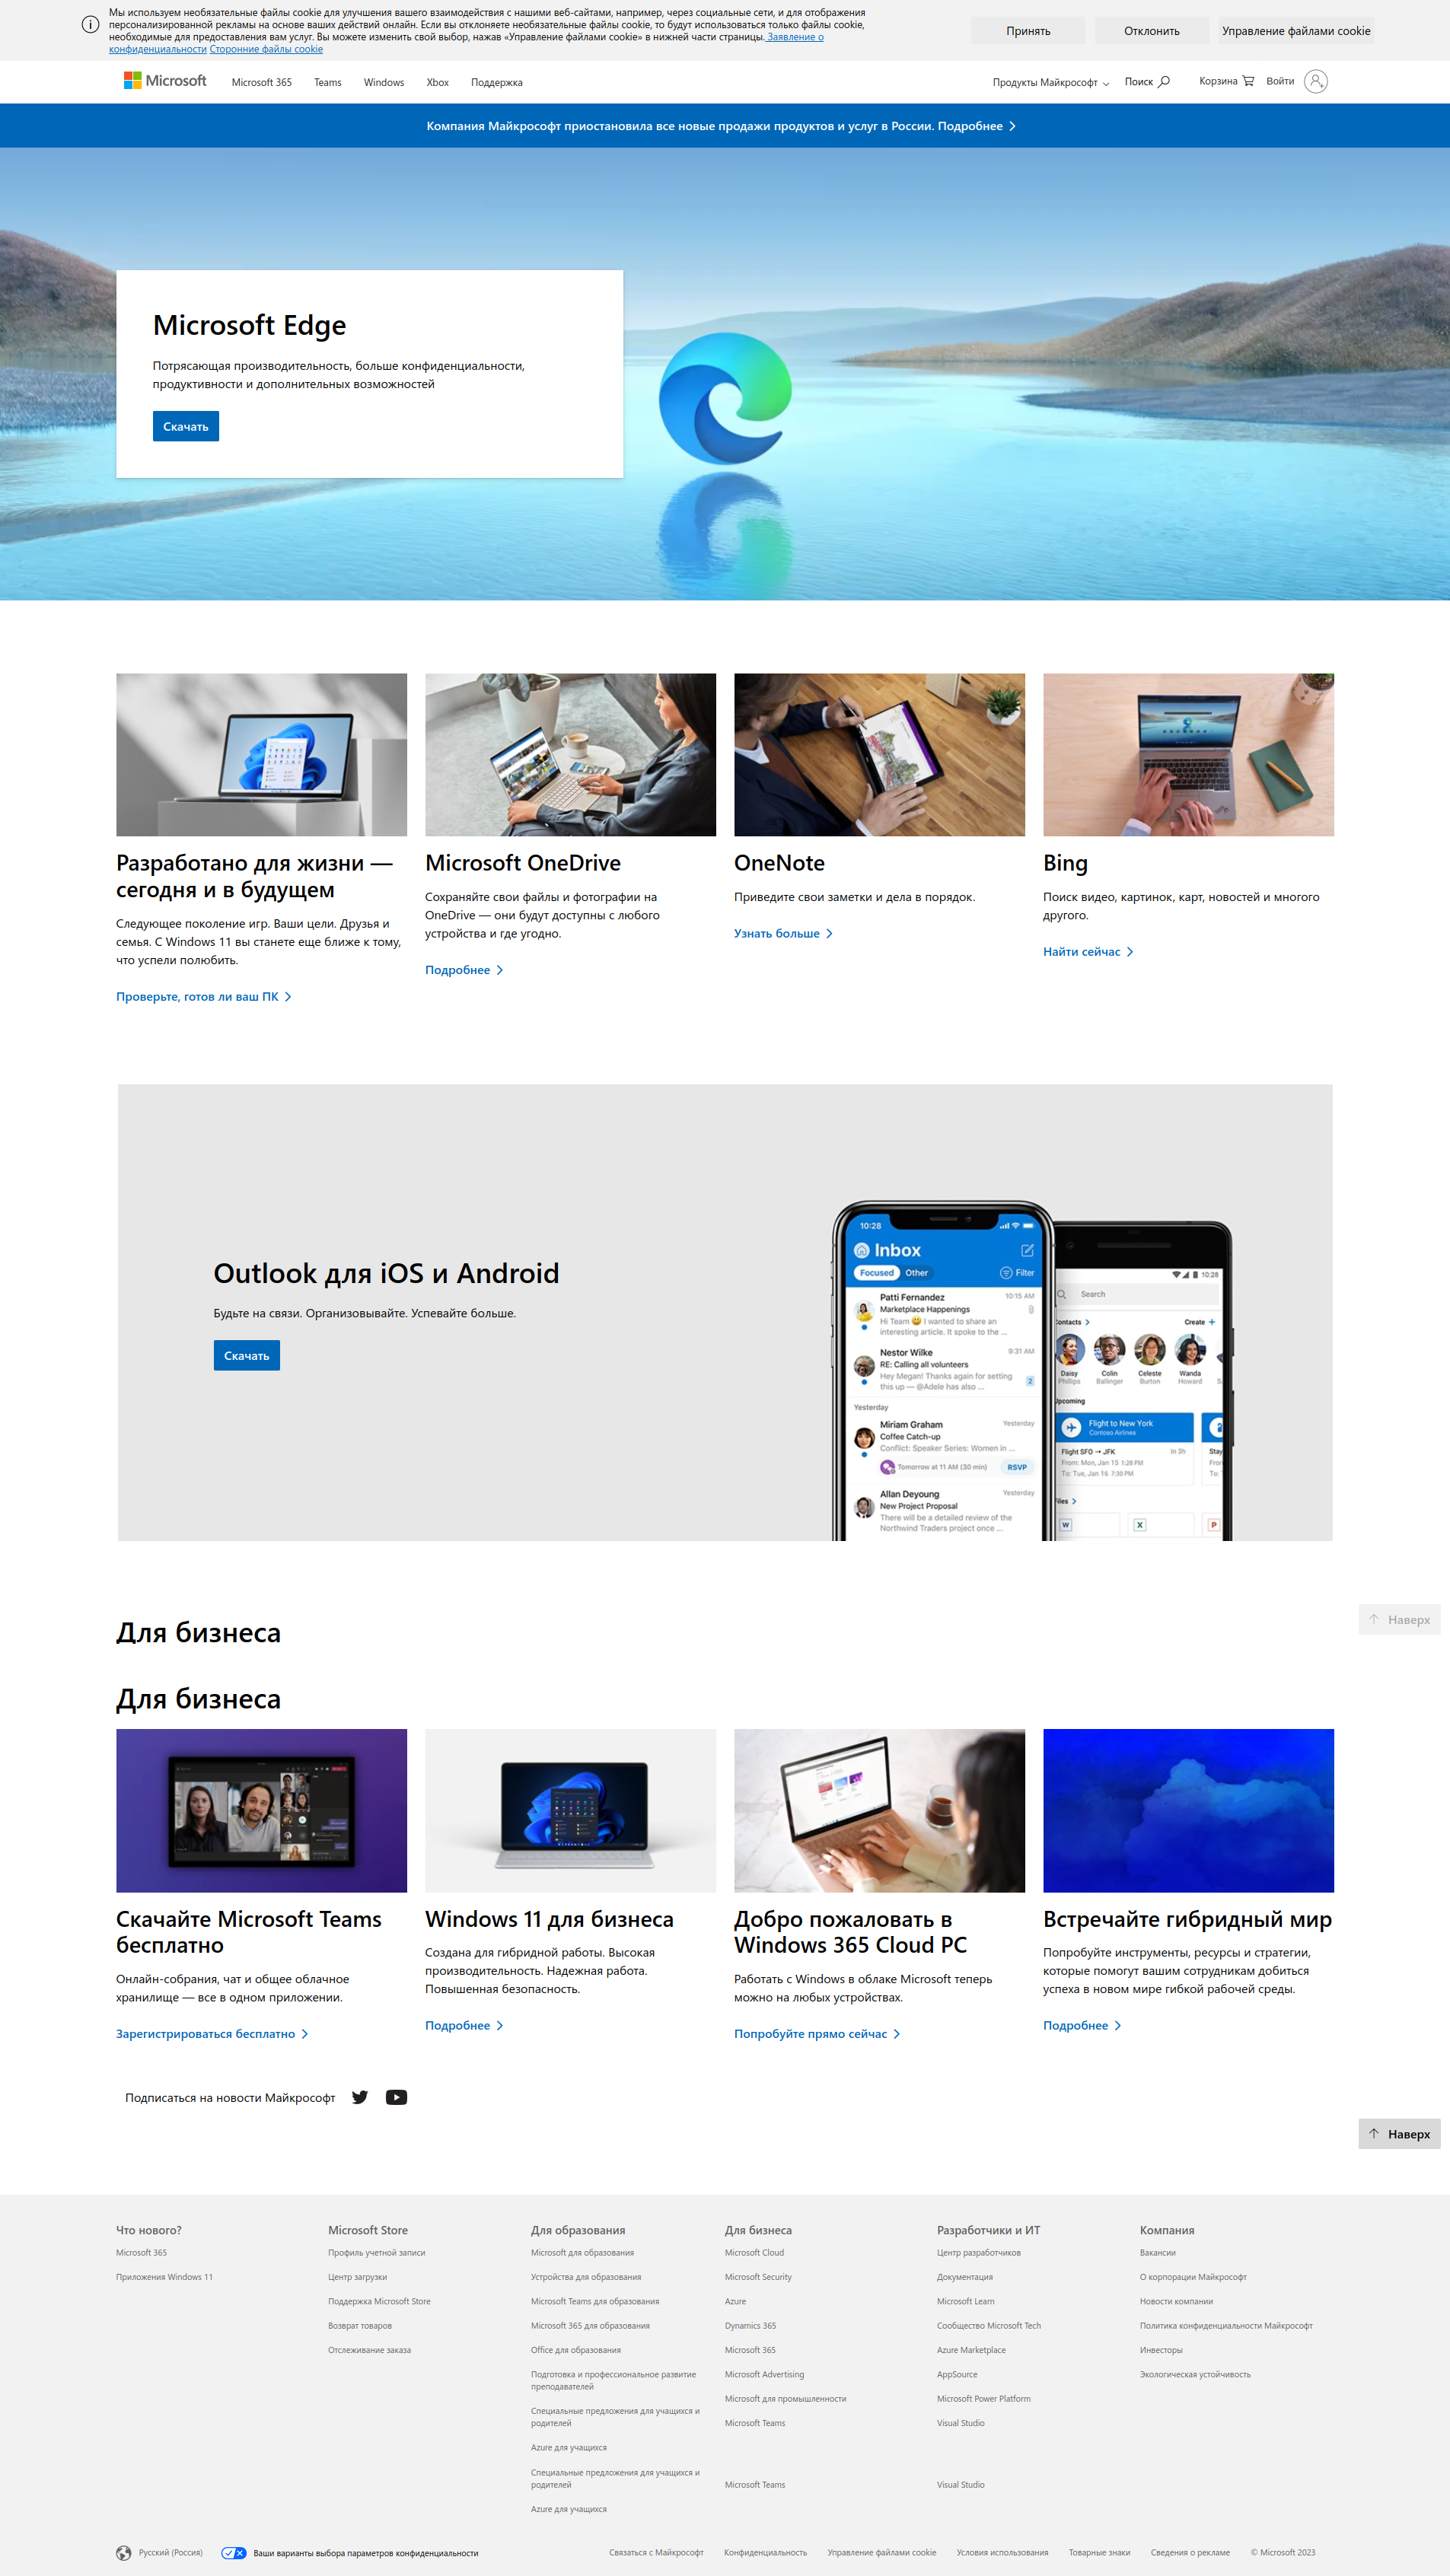 Мы используем необязательные файлы cookie для улучшения вашего взаимодействия с нашими веб-сайтами, например, через социальные сети, и для отображения
персонализированной рекламы на основе ваших действий онлайн. Если вы отклоняете необязательные файлы cookie, то будут использоваться только файлы cookie,
необходимые для предоставления вам услуг. Вы можете изменить свой выбор, нажав «Управление файлами cookie» в нижней части страницы. Заявление о
конфиденциальности Сторонние файлы cookie
Принять
Отклонить
Управление файлами cookie
Microsoft
Microsoft 365
Teams
Windows
Xbox
Поддержка
Продукты Майкрософт
Поиск
Корзина
Войти
Компания Майкрософт приостановила все новые продажи продуктов и услуг в России. Подробнее
Microsoft Edge
Потрясающая производительность, больше конфиденциальности,
продуктивности и дополнительных возможностей
Скачать
Разработано для жизни —
сегодня и в будущем
Следующее поколение игр. Ваши цели. Друзья и
семья. С Windows 11 вы станете еще ближе к тому,
что успели полюбить.
Проверьте, готов ли ваш ПК
Microsoft OneDrive
Сохраняйте свои файлы и фотографии на
OneDrive — они будут доступны с любого
устройства и где угодно.
Подробнее
OneNote
Приведите свои заметки и дела в порядок.
Узнать больше
Bing
Поиск видео, картинок, карт, новостей и многого
другого.
Найти сейчас
Outlook для iOS и Android
Будьте на связи. Организовывайте. Успевайте больше.
Скачать
10:28
Inbox
Focused
Other
Filter
Patti Fernandez
10:15 AM
Marketplace Happenings
Hi Team I wanted to share an
interesting article. It spoke to the ...
Nestor Wilke
9:31 AM
RE: Calling all volunteers
Hey Megan! Thanks again for setting
this up — @Adele has also ...
2
Yesterday
Miriam Graham
Yesterday
Coffee Catch-up
Conflict: Speaker Series: Women in ...
Tomorrow at 11 AM (30 min)
RSVP
Allan Deyoung
Yesterday
New Project Proposal
There will be a detailed review of the
Northwind Traders project once ...
10:28
Search
Contacts
Create +
Daisy
Phillips
Colin
Ballinger
Celeste
Burton
Wanda
Howard
Upcoming
Flight to New York
Contoso Airlines
Flight SFO → JFK
In 3h
From: Mon, Jan 15 1:28 PM
To: Tue, Jan 16 7:30 PM
Stay
From
To:
Files
W
X
P
Для бизнеса
Наверх
Для бизнеса
Скачайте Microsoft Teams
бесплатно
Онлайн-собрания, чат и общее облачное
хранилище — все в одном приложении.
Зарегистрироваться бесплатно
Windows 11 для бизнеса
Создана для гибридной работы. Высокая
производительность. Надежная работа.
Повышенная безопасность.
Подробнее
Добро пожаловать в
Windows 365 Cloud PC
Работать с Windows в облаке Microsoft теперь
можно на любых устройствах.
Попробуйте прямо сейчас
Встречайте гибридный мир
Попробуйте инструменты, ресурсы и стратегии,
которые помогут вашим сотрудникам добиться
успеха в новом мире гибкой рабочей среды.
Подробнее
Подписаться на новости Майкрософт
Наверх
Что нового?
Microsoft 365
Приложения Windows 11
Microsoft Store
Профиль учетной записи
Центр загрузки
Поддержка Microsoft Store
Возврат товаров
Отслеживание заказа
Для образования
Microsoft для образования
Устройства для образования
Microsoft Teams для образования
Microsoft 365 для образования
Office для образования
Подготовка и профессиональное развитие
преподавателей
Специальные предложения для учащихся и
родителей
Azure для учащихся
Специальные предложения для учащихся и
родителей
Azure для учащихся
Для бизнеса
Microsoft Cloud
Microsoft Security
Azure
Dynamics 365
Microsoft 365
Microsoft Advertising
Microsoft для промышленности
Microsoft Teams
Microsoft Teams
Разработчики и ИТ
Центр разработчиков
Документация
Microsoft Learn
Сообщество Microsoft Tech
Azure Marketplace
AppSource
Microsoft Power Platform
Visual Studio
Visual Studio
Компания
Вакансии
О корпорации Майкрософт
Новости компании
Политика конфиденциальности Майкрософт
Инвесторы
Экологическая устойчивость
Русский (Россия)
Ваши варианты выбора параметров конфиденциальности
Связаться с Майкрософт
Конфиденциальность
Управление файлами cookie
Условия использования
Товарные знаки
Сведения о рекламе
© Microsoft 2023